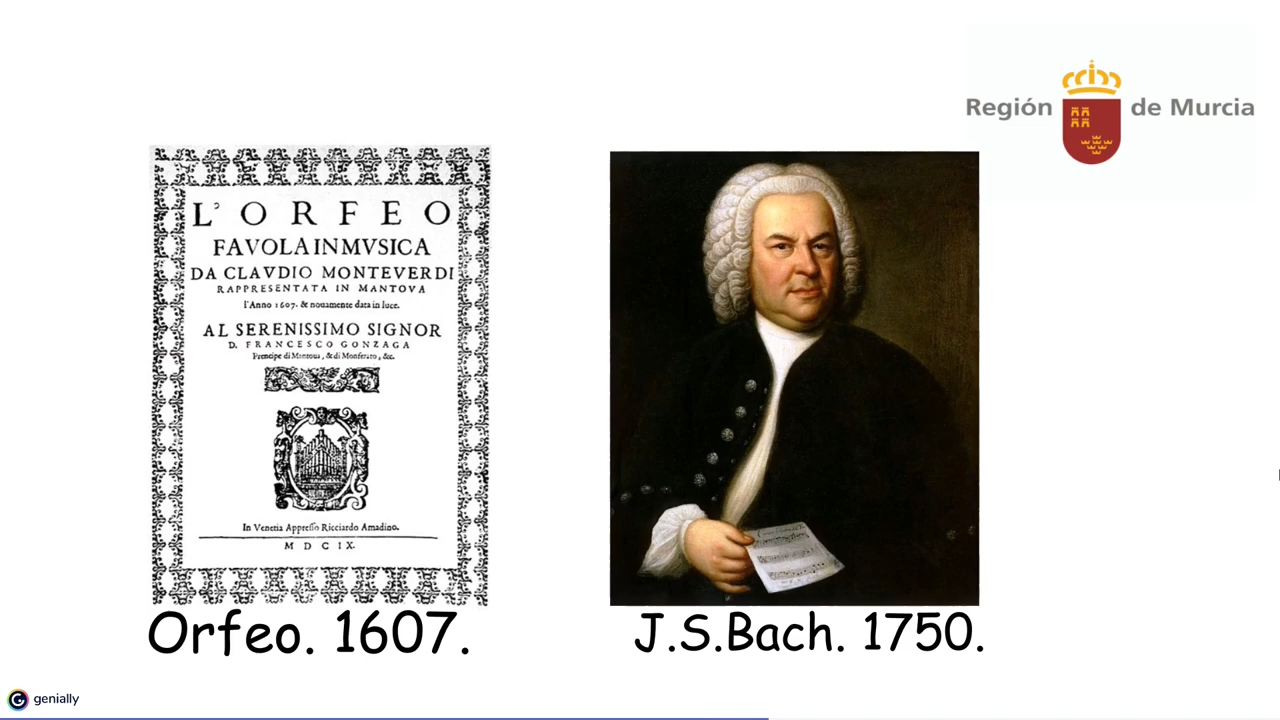 Región de Murcia
L'ORFEO
FAVOLA IN MVSICA
DA CLAVDIO MONTEVERDI
RAPPRESENTATA IN MANTOVA
l'Anno 1607. & nouamente data in luce.
AL SERENISSIMO SIGNOR
D. FRANCESCO GONZAGA
Prencipe di Mantoua, & di Monferato, &c.
In Venetia Appresso Ricciardo Amadino.
M D C IX.
Orfeo. 1607.
J.S.Bach. 1750.
genially